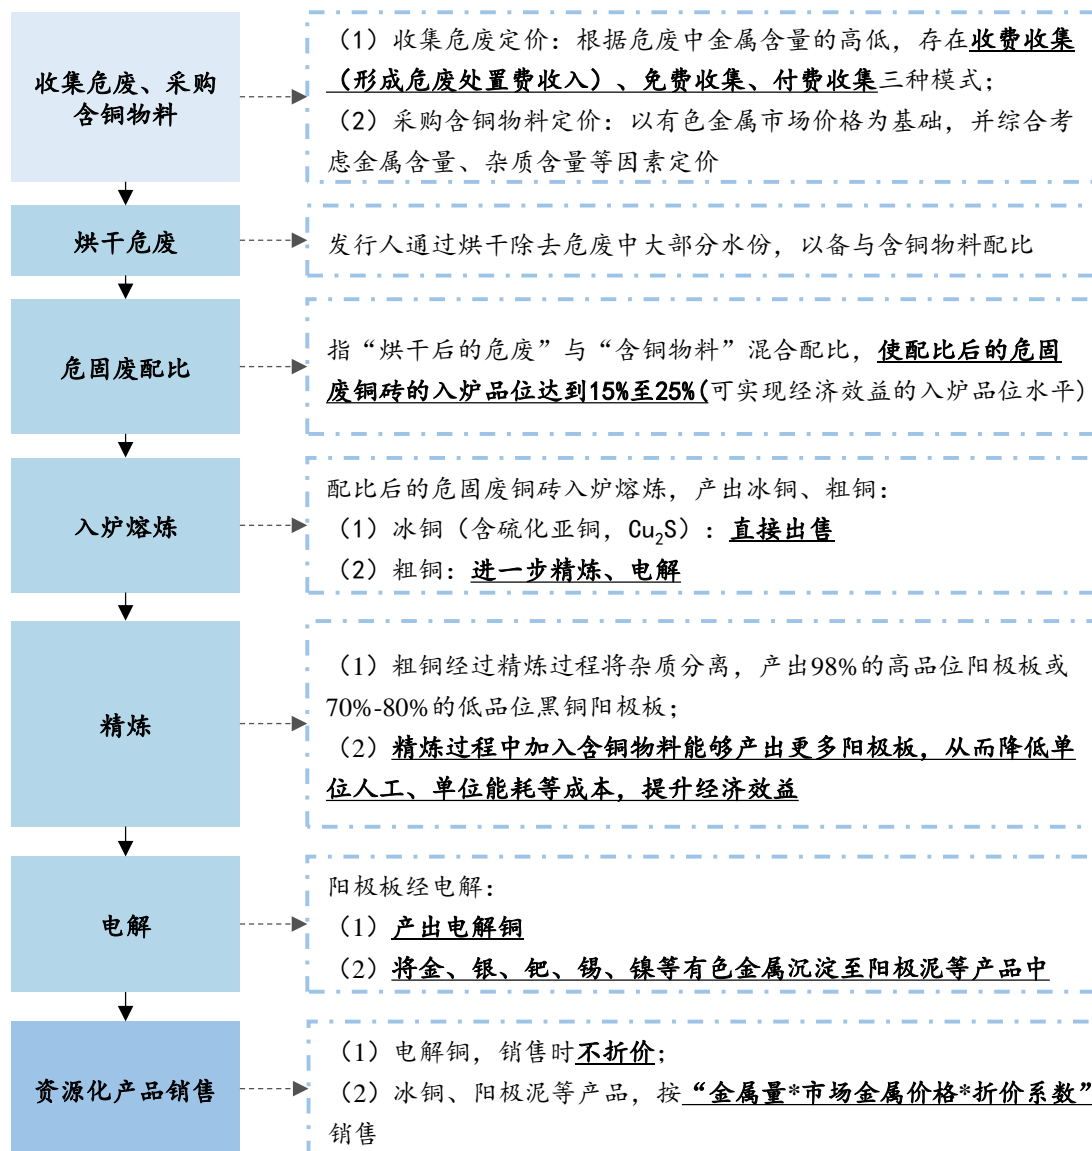 收集危废、采购
含铜物料
（1）收集危废定价：根据危废中金属含量的高低，存在收费收集
（形成危废处置费收入）、免费收集、付费收集三种模式；
（2）采购含铜物料定价：以有色金属市场价格为基础，并综合考
虑金属含量、杂质含量等因素定价
烘干危废
发行人通过烘干除去危废中大部分水份，以备与含铜物料配比
危固废配比
指“烘干后的危废”与“含铜物料”混合配比，使配比后的危固
废铜砖的入炉品位达到15%至25%(可实现经济效益的入炉品位水平)
入炉熔炼
配比后的危固废铜砖入炉熔炼，产出冰铜、粗铜：
（1）冰铜（含硫化亚铜，Cu₂S）：直接出售
（2）粗铜：进一步精炼、电解
精炼
（1）粗铜经过精炼过程将杂质分离，产出98%的高品位阳极板或
70%-80%的低品位黑铜阳极板；
（2）精炼过程中加入含铜物料能够产出更多阳极板，从而降低单
位人工、单位能耗等成本，提升经济效益
电解
阳极板经电解：
（1）产出电解铜
（2）将金、银、钯、锡、镍等有色金属沉淀至阳极泥等产品中
资源化产品销售
（1）电解铜，销售时不折价；
（2）冰铜、阳极泥等产品，按“金属量*市场金属价格*折价系数”
销售